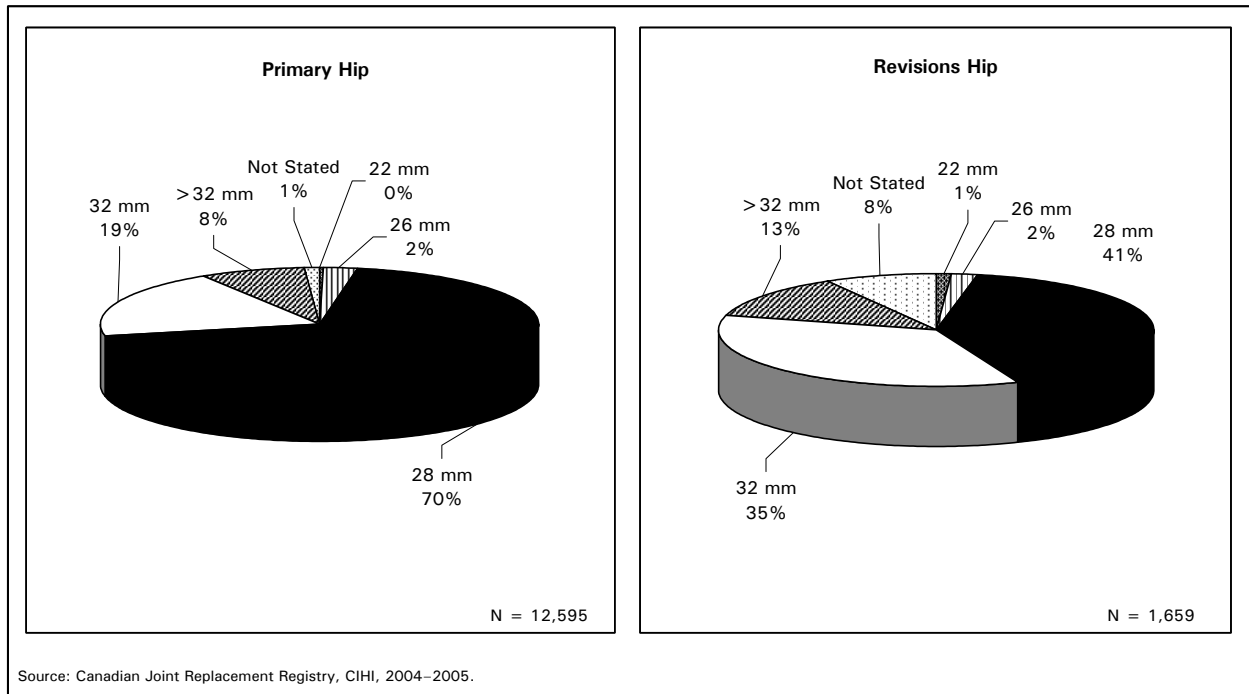 Primary Hip
Not Stated
1%
22 mm
0%
>32 mm
8%
26 mm
2%
32 mm
19%
28 mm
70%
N = 12,595
Revisions Hip
Not Stated
8%
22 mm
1%
>32 mm
13%
26 mm
2%
28 mm
41%
32 mm
35%
N = 1,659
Source: Canadian Joint Replacement Registry, CIHI, 2004–2005.